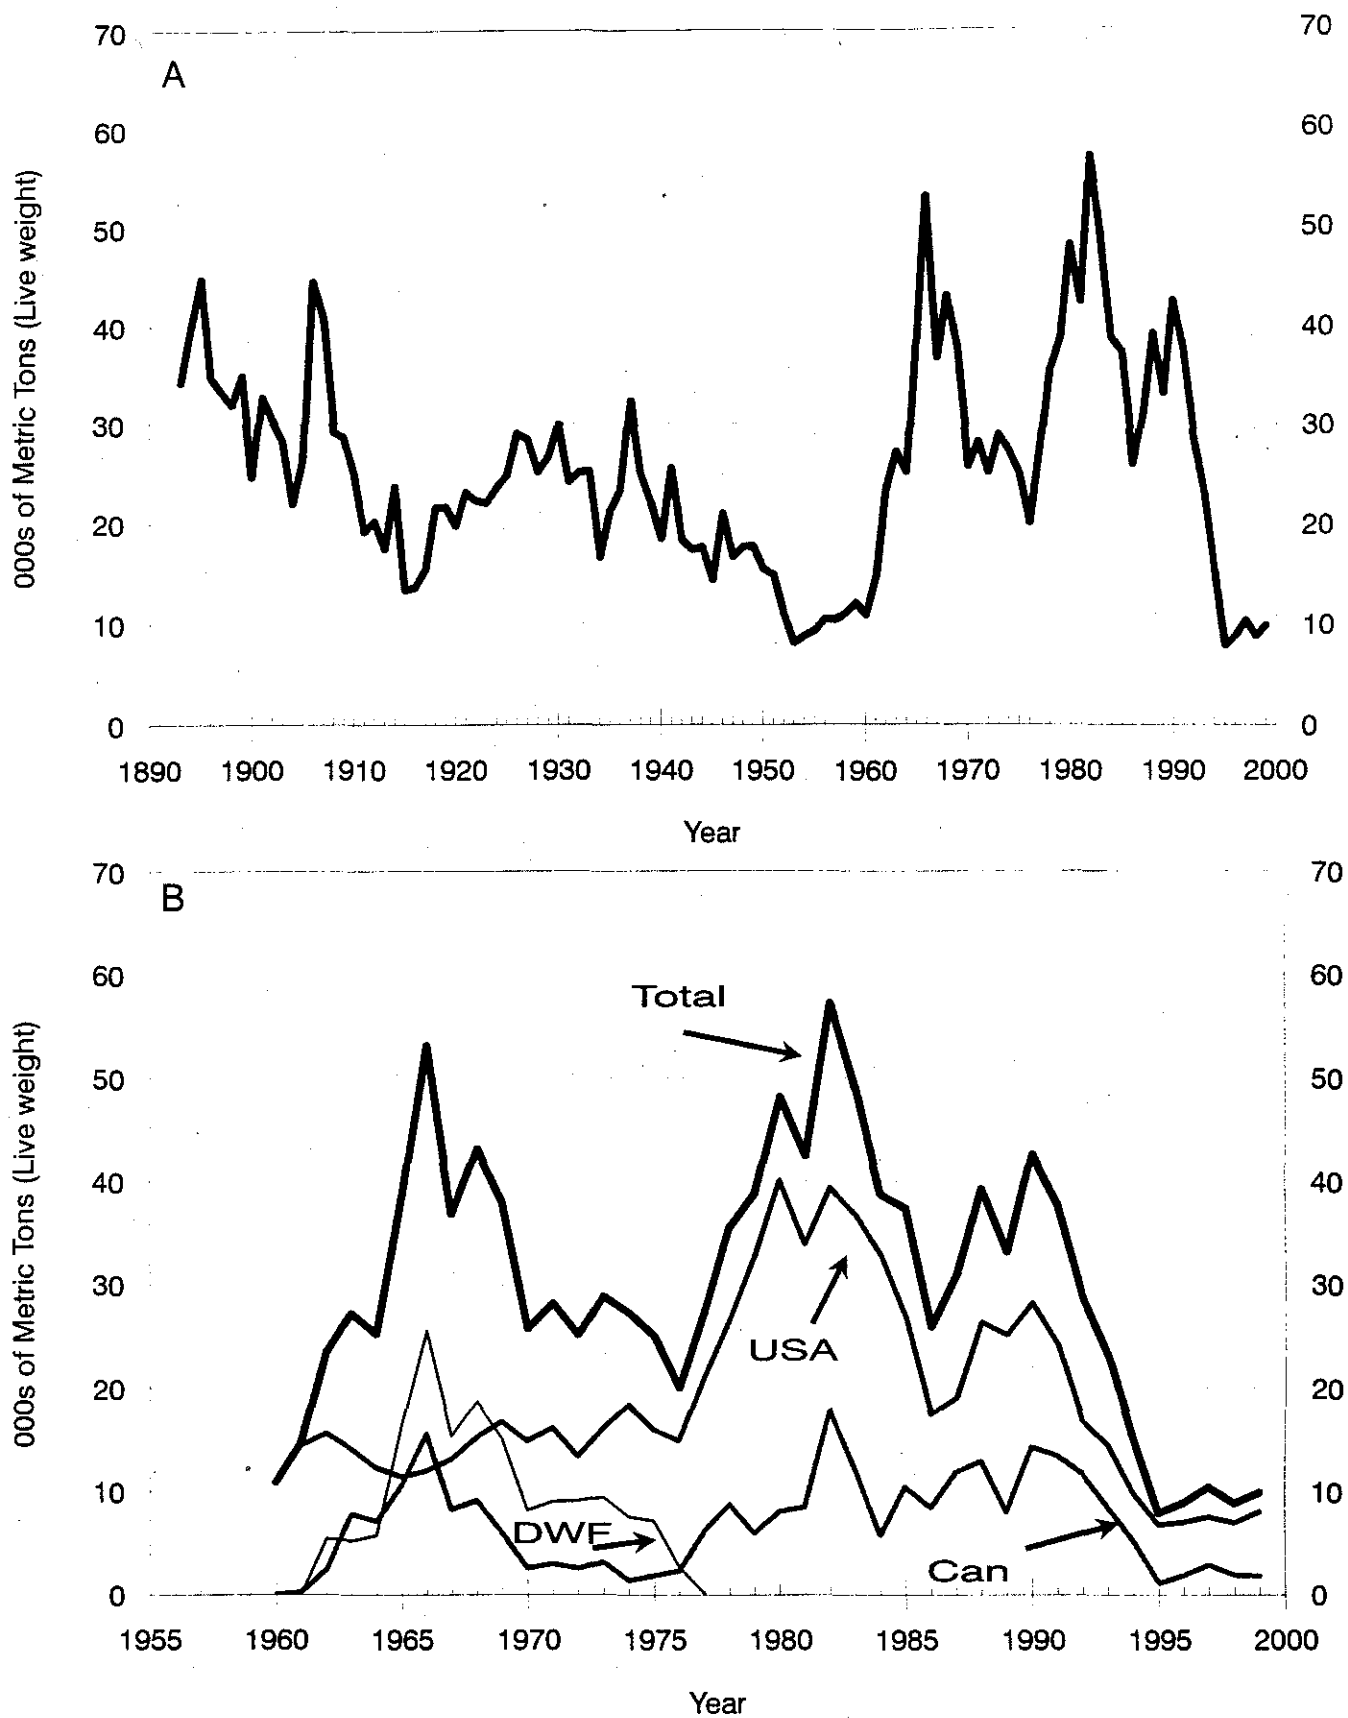 70 70
A
60 60
50 50
40 40
30 30
20 20
10 10
0 0
000s of Metric Tons (Live weight)
1890 1900 1910 1920 1930 1940 1950 1960 1970 1980 1990 2000
Year
70 70
B
60 60
Total
50 50
40 40
30 30
USA
20 20
10 10
DWF
Can
0 0
000s of Metric Tons (Live weight)
1955 1960 1965 1970 1975 1980 1985 1990 1995 2000
Year